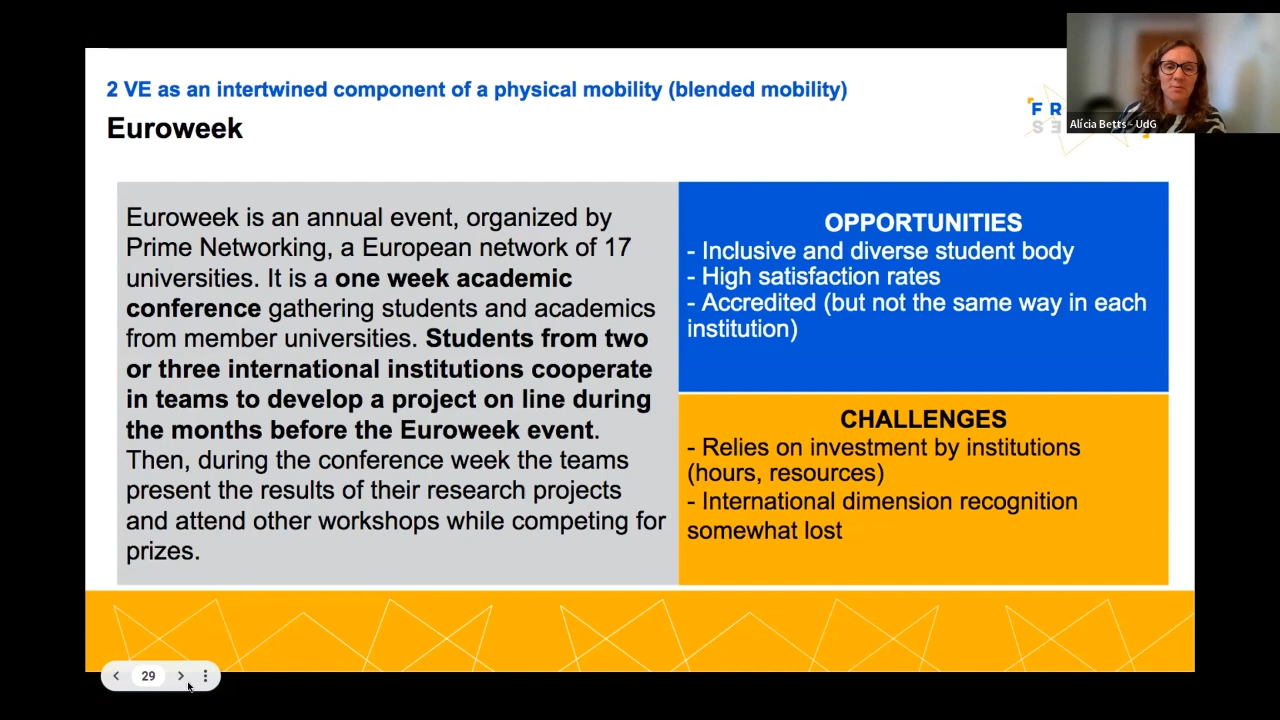 2 VE as an intertwined component of a physical mobility (blended mobility)
Euroweek
FR
Alícia Betts - UdG
Euroweek is an annual event, organized by
Prime Networking, a European network of 17
universities. It is a one week academic
conference gathering students and academics
from member universities. Students from two
or three international institutions cooperate
in teams to develop a project on line during
the months before the Euroweek event.
Then, during the conference week the teams
present the results of their research projects
and attend other workshops while competing for
prizes.
OPPORTUNITIES
- Inclusive and diverse student body
- High satisfaction rates
- Accredited (but not the same way in each
institution)
CHALLENGES
- Relies on investment by institutions
(hours, resources)
- International dimension recognition
somewhat lost
29